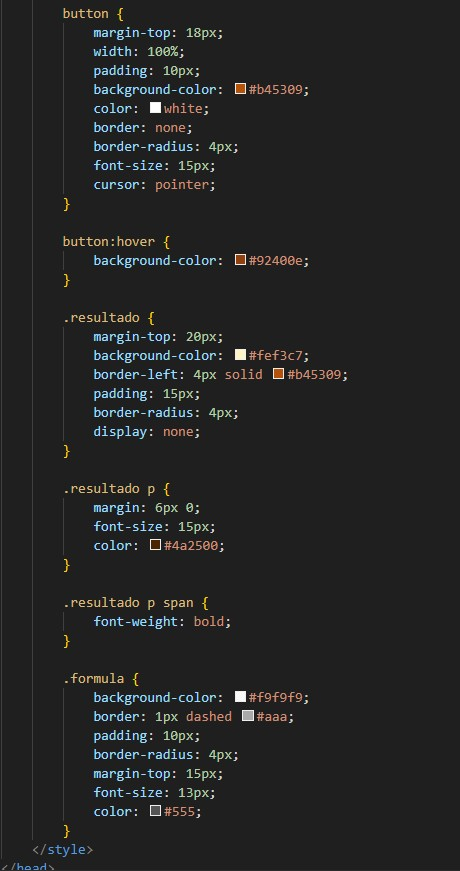 button {
margin-top: 18px;
width: 100%;
padding: 10px;
background-color: #b45309;
color: white;
border: none;
border-radius: 4px;
font-size: 15px;
cursor: pointer;
}
button:hover {
background-color: #92400e;
}
.resultado {
margin-top: 20px;
background-color: #fef3c7;
border-left: 4px solid #b45309;
padding: 15px;
border-radius: 4px;
display: none;
}
.resultado p {
margin: 6px 0;
font-size: 15px;
color: #4a2500;
}
.resultado p span {
font-weight: bold;
}
.formula {
background-color: #f9f9f9;
border: 1px dashed #aaa;
padding: 10px;
border-radius: 4px;
margin-top: 15px;
font-size: 13px;
color: #555;
}
</style>
</head>